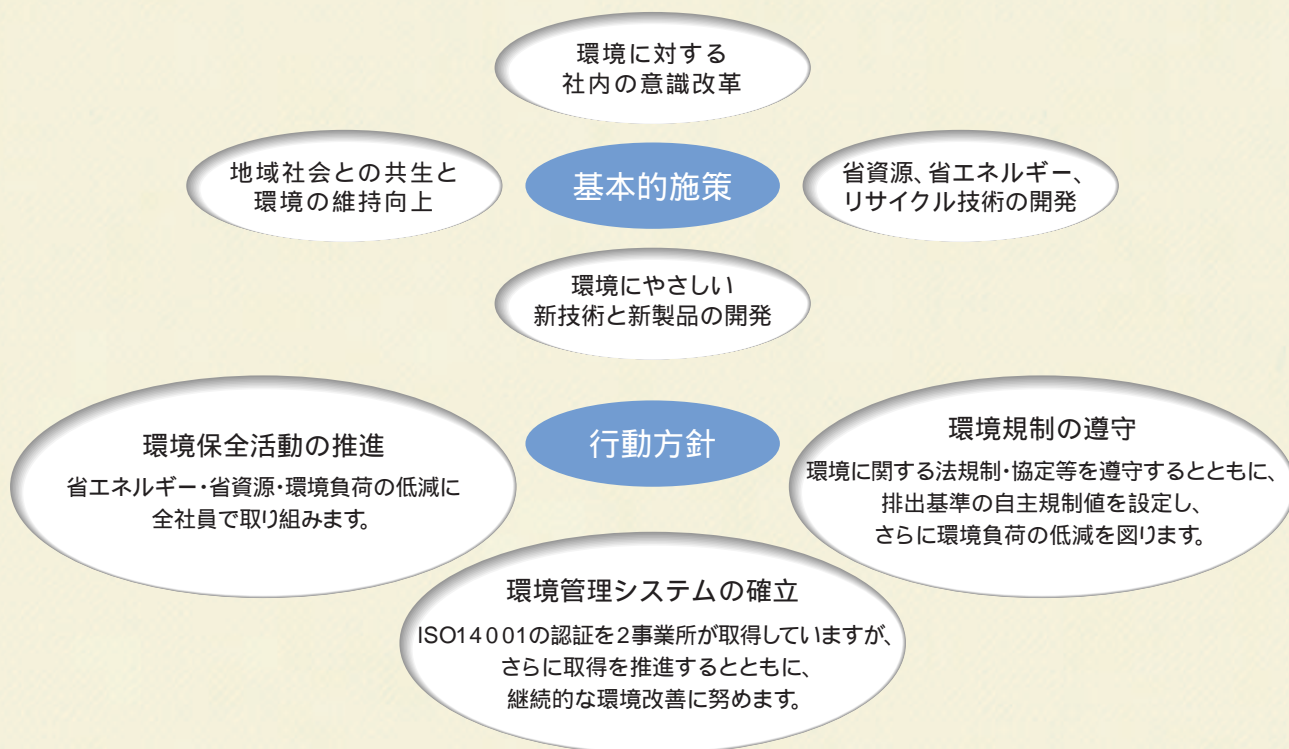 環境に対する
社内の意識改革
地域社会との共生と
環境の維持向上
基本的施策
省資源、省エネルギー、
リサイクル技術の開発
環境にやさしい
新技術と新製品の開発
行動方針
環境保全活動の推進
省エネルギー・省資源・環境負荷の低減に
全社員で取り組みます。
環境規制の遵守
環境に関する法規制・協定等を遵守するとともに、
排出基準の自主規制値を設定し、
さらに環境負荷の低減を図ります。
環境管理システムの確立
ISO14001の認証を2事業所が取得していますが、
さらに取得を推進するとともに、
継続的な環境改善に努めます。